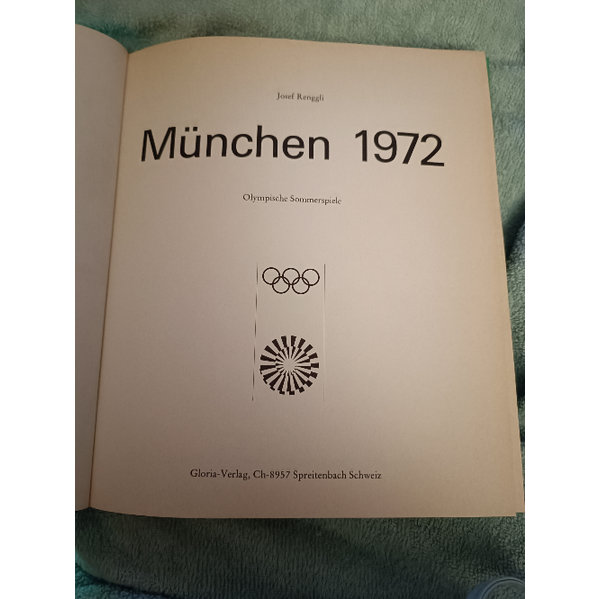 Josef Renggli
München 1972
Olympische Sommerspiele
Gloria-Verlag, Ch-8957 Spreitenbach Schweiz